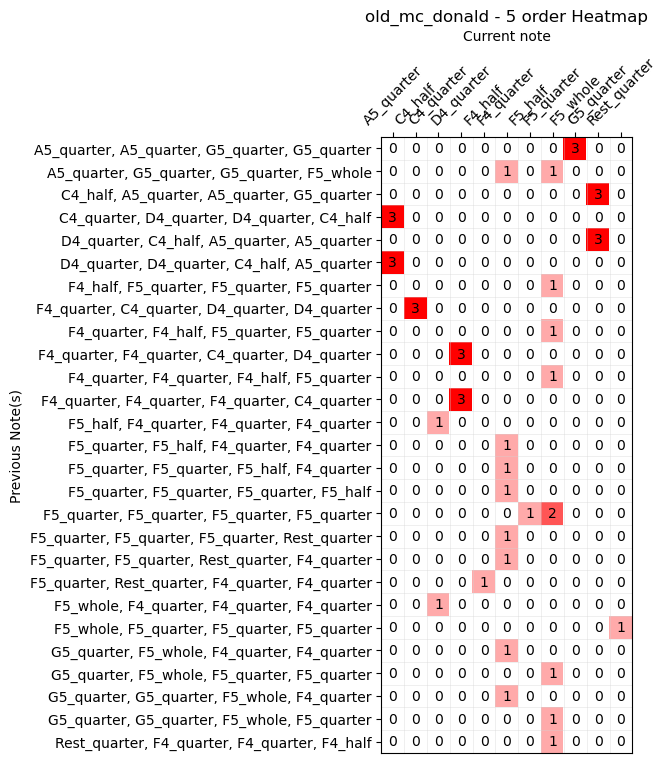 old_mc_donald - 5 order Heatmap
Current note
A5_quarter
C4_half
C4_quarter
D4_quarter
F4_half
F4_quarter
F5_half
F5_quarter
F5_whole
G5_quarter
Rest_quarter
Previous Note(s)
A5_quarter, A5_quarter, G5_quarter, G5_quarter 0 0 0 0 0 0 0 0 3 0 0
A5_quarter, G5_quarter, G5_quarter, F5_whole 0 0 0 0 0 1 0 1 0 0 0
C4_half, A5_quarter, A5_quarter, G5_quarter 0 0 0 0 0 0 0 0 0 3 0
C4_quarter, D4_quarter, D4_quarter, C4_half 3 0 0 0 0 0 0 0 0 0 0
D4_quarter, C4_half, A5_quarter, A5_quarter 0 0 0 0 0 0 0 0 0 3 0
D4_quarter, D4_quarter, C4_half, A5_quarter 3 0 0 0 0 0 0 0 0 0 0
F4_half, F5_quarter, F5_quarter, F5_quarter 0 0 0 0 0 0 0 1 0 0 0
F4_quarter, C4_quarter, D4_quarter, D4_quarter 0 3 0 0 0 0 0 0 0 0 0
F4_quarter, F4_half, F5_quarter, F5_quarter 0 0 0 0 0 0 0 1 0 0 0
F4_quarter, F4_quarter, C4_quarter, D4_quarter 0 0 0 3 0 0 0 0 0 0 0
F4_quarter, F4_quarter, F4_half, F5_quarter 0 0 0 0 0 0 0 1 0 0 0
F4_quarter, F4_quarter, F4_quarter, C4_quarter 0 0 0 3 0 0 0 0 0 0 0
F5_half, F4_quarter, F4_quarter, F4_quarter 0 0 1 0 0 0 0 0 0 0 0
F5_quarter, F5_half, F4_quarter, F4_quarter 0 0 0 0 0 1 0 0 0 0 0
F5_quarter, F5_quarter, F5_half, F4_quarter 0 0 0 0 0 1 0 0 0 0 0
F5_quarter, F5_quarter, F5_quarter, F5_half 0 0 0 0 0 1 0 0 0 0 0
F5_quarter, F5_quarter, F5_quarter, F5_quarter 0 0 0 0 0 0 1 2 0 0 0
F5_quarter, F5_quarter, F5_quarter, Rest_quarter 0 0 0 0 0 1 0 0 0 0 0
F5_quarter, F5_quarter, Rest_quarter, F4_quarter 0 0 0 0 0 1 0 0 0 0 0
F5_quarter, Rest_quarter, F4_quarter, F4_quarter 0 0 0 0 1 0 0 0 0 0 0
F5_whole, F4_quarter, F4_quarter, F4_quarter 0 0 1 0 0 0 0 0 0 0 0
F5_whole, F5_quarter, F5_quarter, F5_quarter 0 0 0 0 0 0 0 0 0 0 1
G5_quarter, F5_whole, F4_quarter, F4_quarter 0 0 0 0 0 1 0 0 0 0 0
G5_quarter, F5_whole, F5_quarter, F5_quarter 0 0 0 0 0 0 0 1 0 0 0
G5_quarter, G5_quarter, F5_whole, F4_quarter 0 0 0 0 0 1 0 0 0 0 0
G5_quarter, G5_quarter, F5_whole, F5_quarter 0 0 0 0 0 0 0 1 0 0 0
Rest_quarter, F4_quarter, F4_quarter, F4_half 0 0 0 0 0 0 0 1 0 0 0